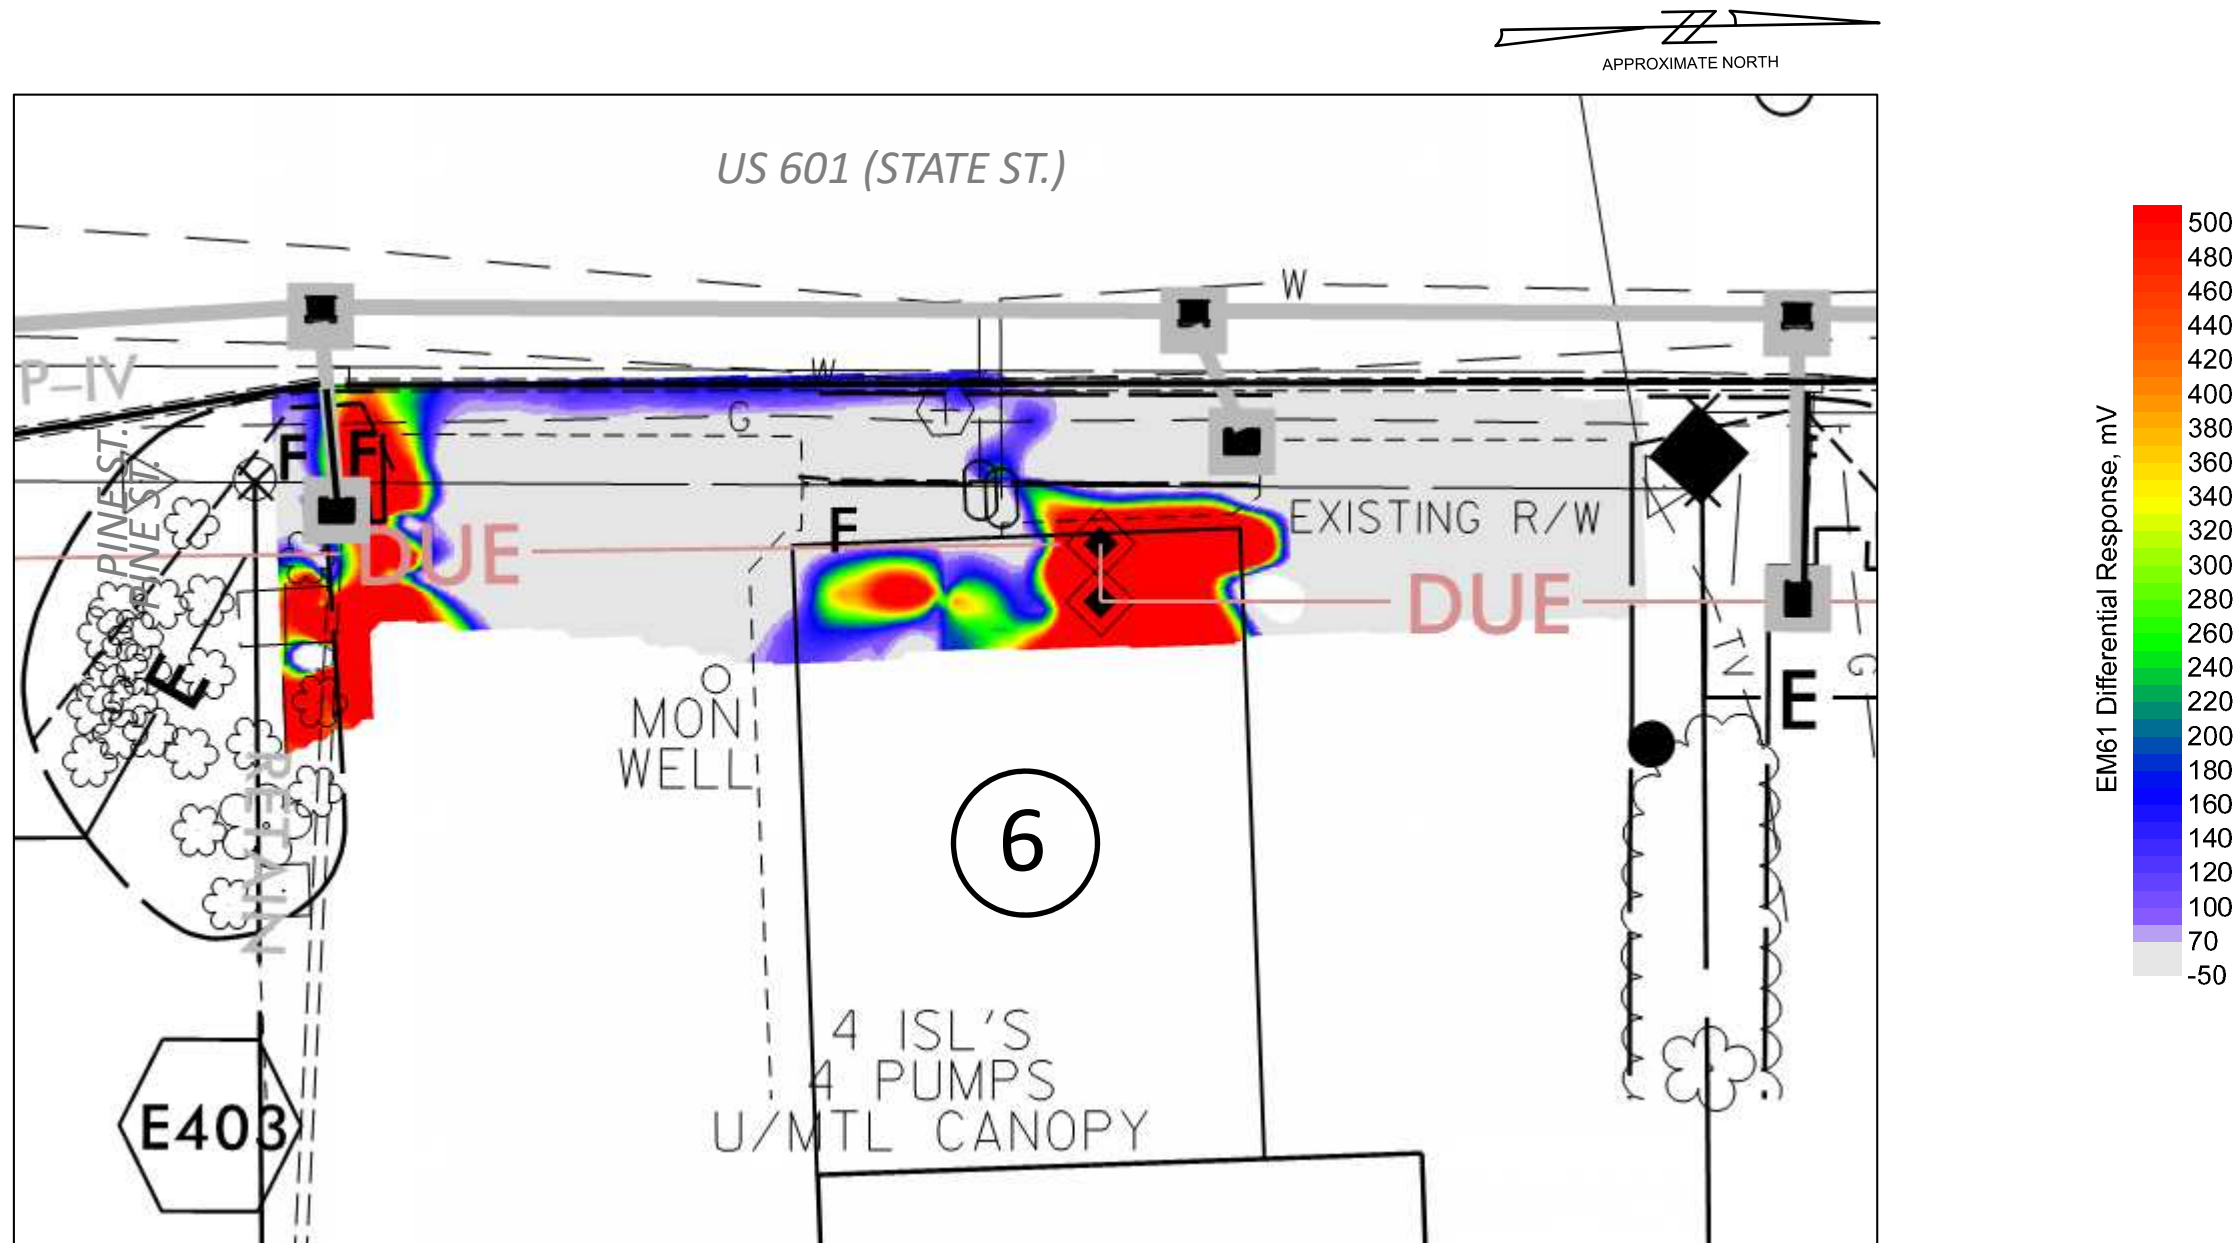 APPROXIMATE NORTH
US 601 (STATE ST.)
W
W
P-IV
G
F
F
PINE ST.
PINE ST.
EXISTING R/W
F
DUE
DUE
TV
G
E
E
MON
WELL
RETAIN
6
4 ISL'S
4 PUMPS
U/MTL CANOPY
E403
EM61 Differential Response, mV
500
480
460
440
420
400
380
360
340
320
300
280
260
240
220
200
180
160
140
120
100
70
-50